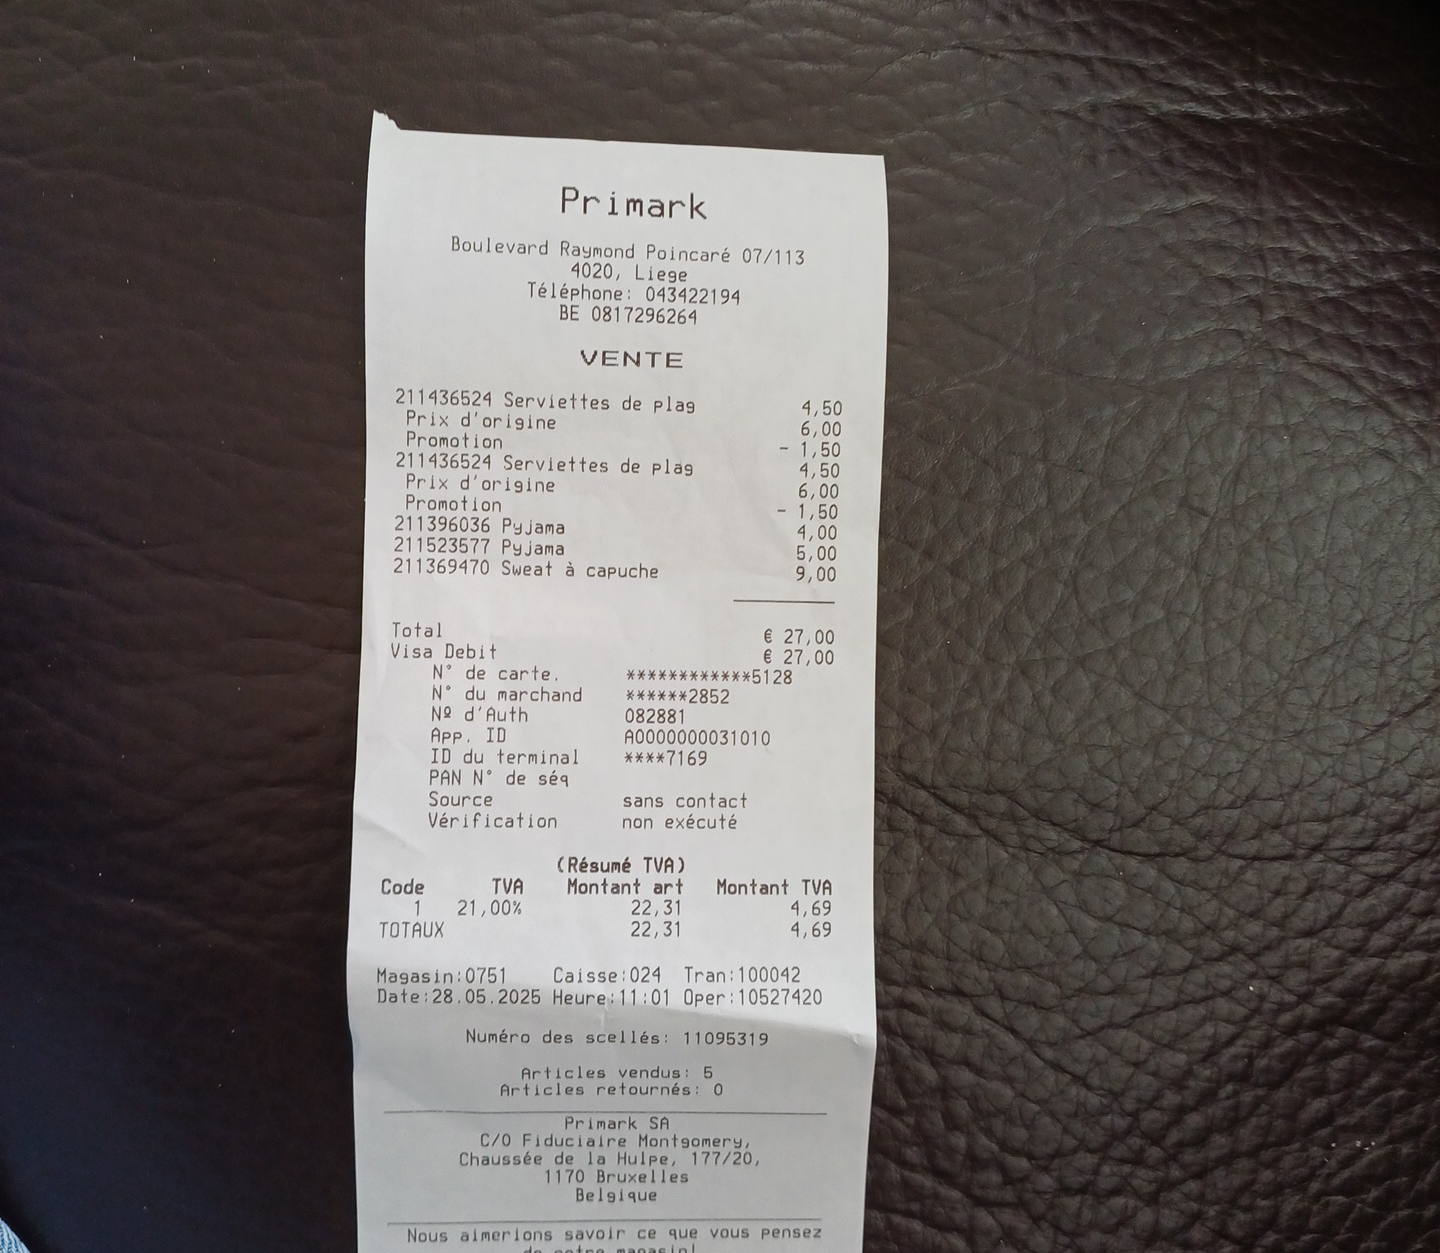 Primark
Boulevard Raymond Poincaré 07/113
4020, Liege
Téléphone: 043422194
BE 0817296264
VENTE
211436524 Serviettes de plag 4,50
Prix d'origine 6,00
Promotion - 1,50
211436524 Serviettes de plag 4,50
Prix d'origine 6,00
Promotion - 1,50
211396036 Pyjama 4,00
211523577 Pyjama 5,00
211369470 Sweat à capuche 9,00
Total € 27,00
Visa Debit € 27,00
N° de carte. ************5128
N° du marchand ******2852
Nº d'Auth 082881
App. ID A0000000031010
ID du terminal ****7169
PAN N° de séq
Source sans contact
Vérification non exécuté
(Résumé TVA)
Code TVA Montant art Montant TVA
1 21,00% 22,31 4,69
TOTAUX 22,31 4,69
Magasin:0751 Caisse:024 Tran:100042
Date:28.05.2025 Heure:11:01 Oper:10527420
Numéro des scellés: 11095319
Articles vendus: 5
Articles retournés: 0
Primark SA
C/O Fiduciaire Montgomery,
Chaussée de la Hulpe, 177/20,
1170 Bruxelles
Belgique
Nous aimerions savoir ce que vous pensez
de notre magasin!